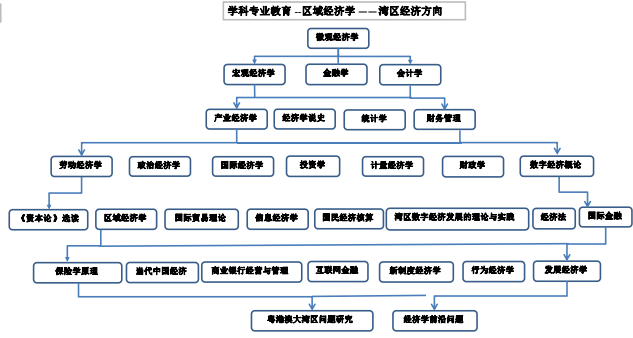 学科专业教育 --区域经济学 ——湾区经济方向
微观经济学
宏观经济学 金融学 会计学
产业经济学 经济学说史 统计学 财务管理
劳动经济学 政治经济学 国际经济学 投资学 计量经济学 财政学 数字经济概论
《资本论》选读 区域经济学 国际贸易理论 信息经济学 国民经济核算 湾区数字经济发展的理论与实践 经济法 国际金融
保险学原理 当代中国经济 商业银行经营与管理 互联网金融 新制度经济学 行为经济学 发展经济学
粤港澳大湾区问题研究 经济学前沿问题